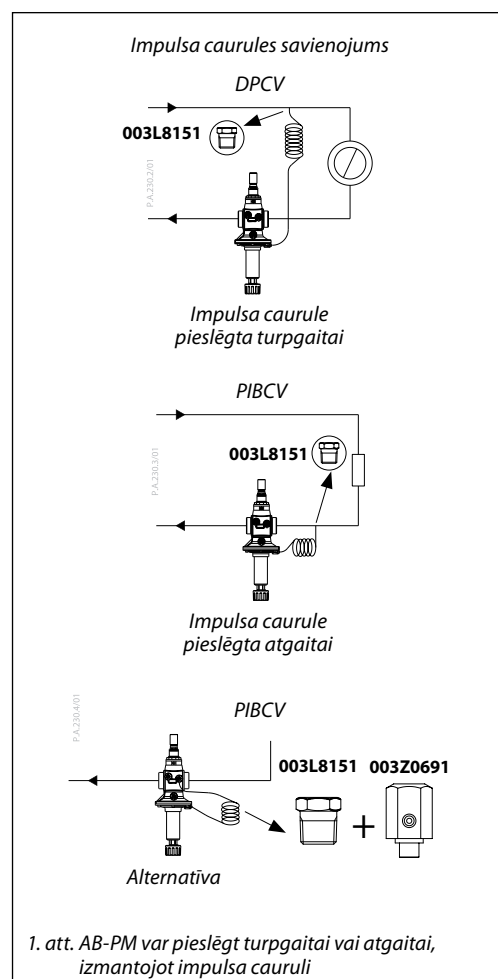 Impulsa caurules savienojums
DPCV
003L8151
P.A.230.2/01
Impulsa caurule
pieslēgta turpgaitai
PIBCV
003L8151
P.A.230.3/01
Impulsa caurule
pieslēgta atgaitai
P.A.230.4/01
PIBCV
003L8151 003Z0691
+
Alternatīva
1. att. AB-PM var pieslēgt turpgaitai vai atgaitai,
izmantojot impulsa cauruli